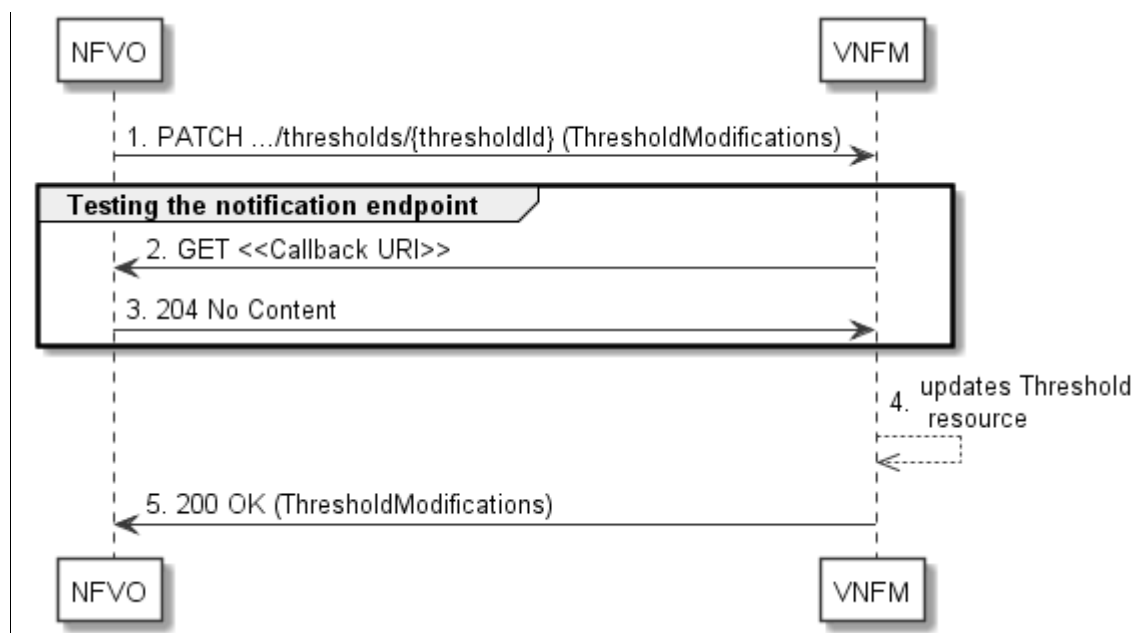 NFVO
VNFM
1. PATCH .../thresholds/{thresholdId} (ThresholdModifications)
Testing the notification endpoint
2. GET <<Callback URI>>
3. 204 No Content
4. updates Threshold
resource
5. 200 OK (ThresholdModifications)
NFVO
VNFM